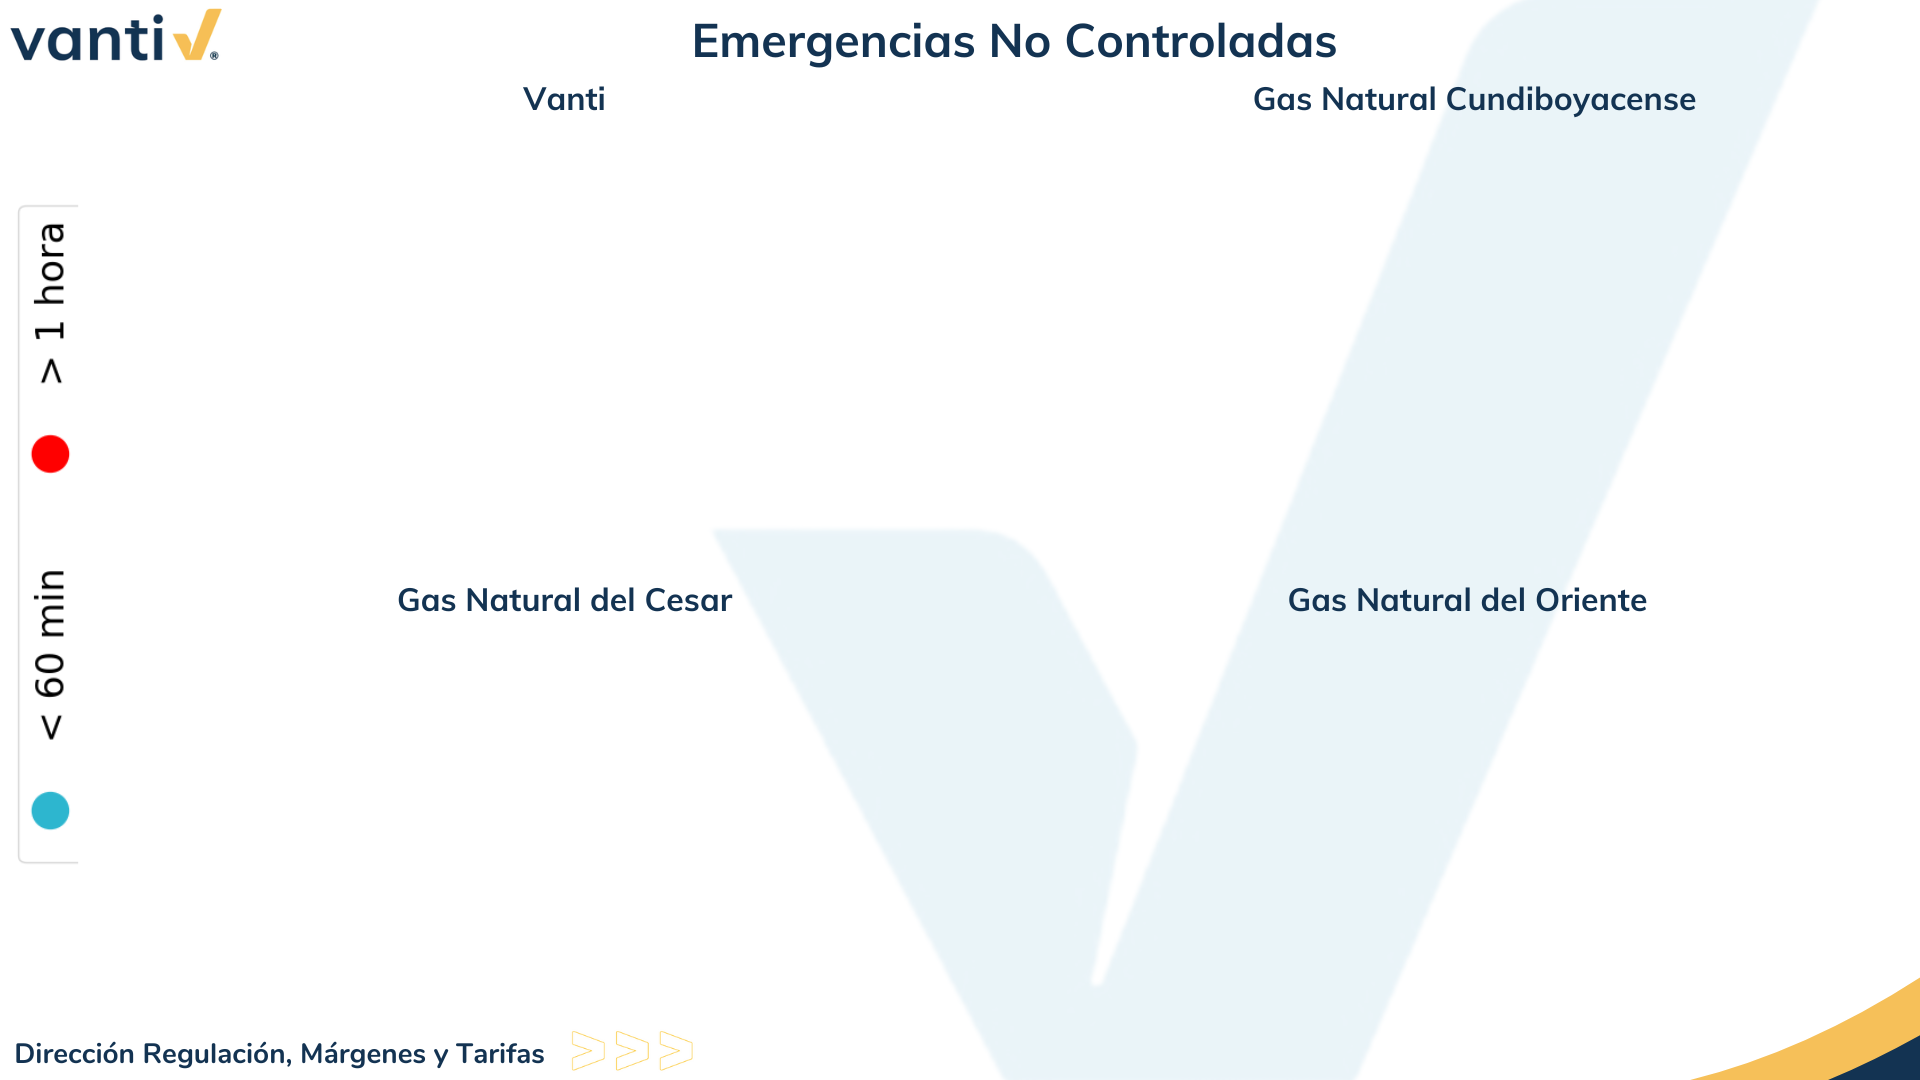 vanti®
Emergencias No Controladas
Vanti
Gas Natural Cundiboyacense
> 1 hora
< 60 min
Gas Natural del Cesar
Gas Natural del Oriente
Dirección Regulación, Márgenes y Tarifas